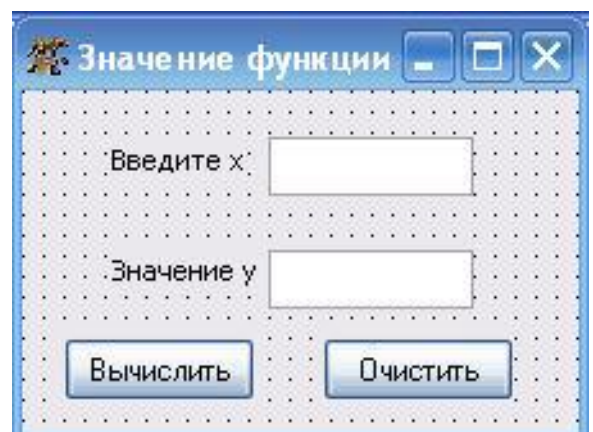 Значение функции
Введите x
Значение y
Вычислить
Очистить